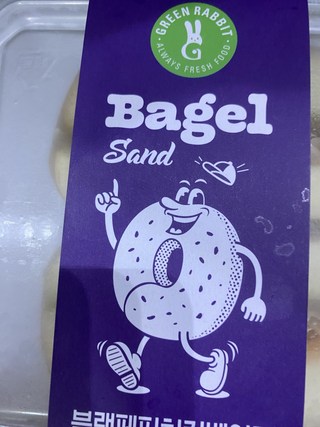 GREEN RABBIT
ALWAYS FRESH FOOD
Bagel
Sand